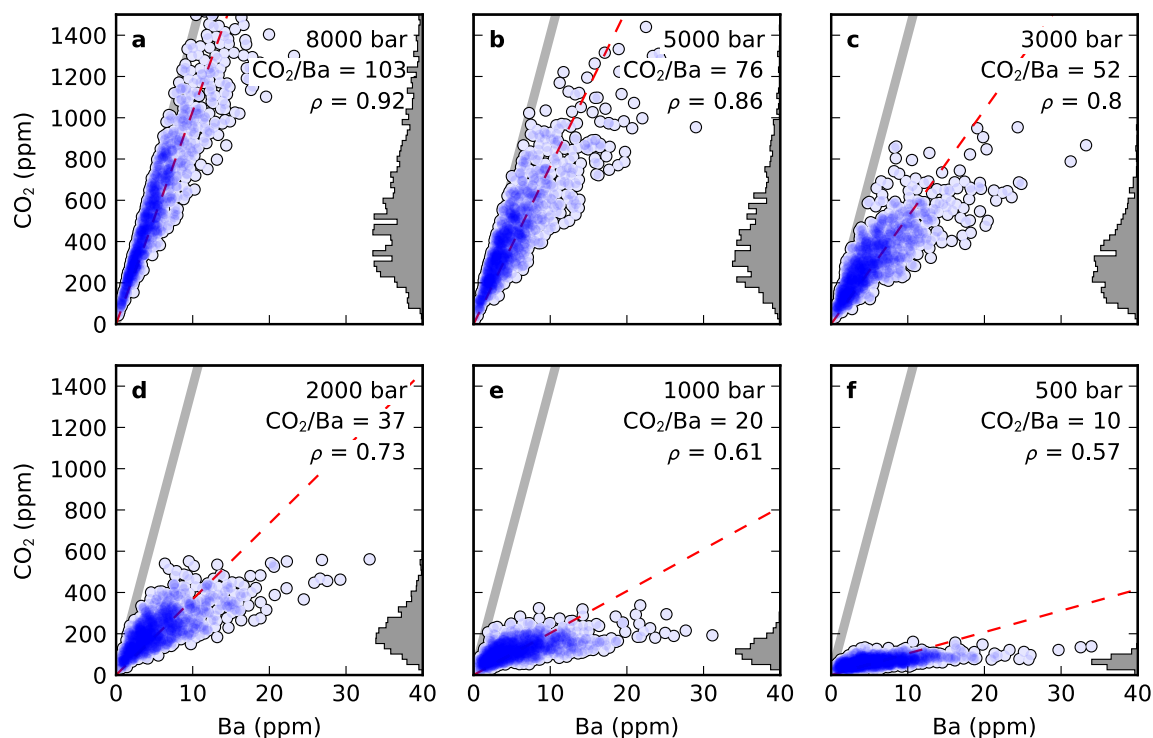 a
8000 bar
CO₂/Ba = 103
ρ = 0.92
b
5000 bar
CO₂/Ba = 76
ρ = 0.86
c
3000 bar
CO₂/Ba = 52
ρ = 0.8
1400
1200
1000
800
600
400
200
0
CO₂ (ppm)
d
2000 bar
CO₂/Ba = 37
ρ = 0.73
e
1000 bar
CO₂/Ba = 20
ρ = 0.61
f
500 bar
CO₂/Ba = 10
ρ = 0.57
1400
1200
1000
800
600
400
200
0
CO₂ (ppm)
0 10 20 30 40
0 10 20 30 40
0 10 20 30 40
Ba (ppm)
Ba (ppm)
Ba (ppm)